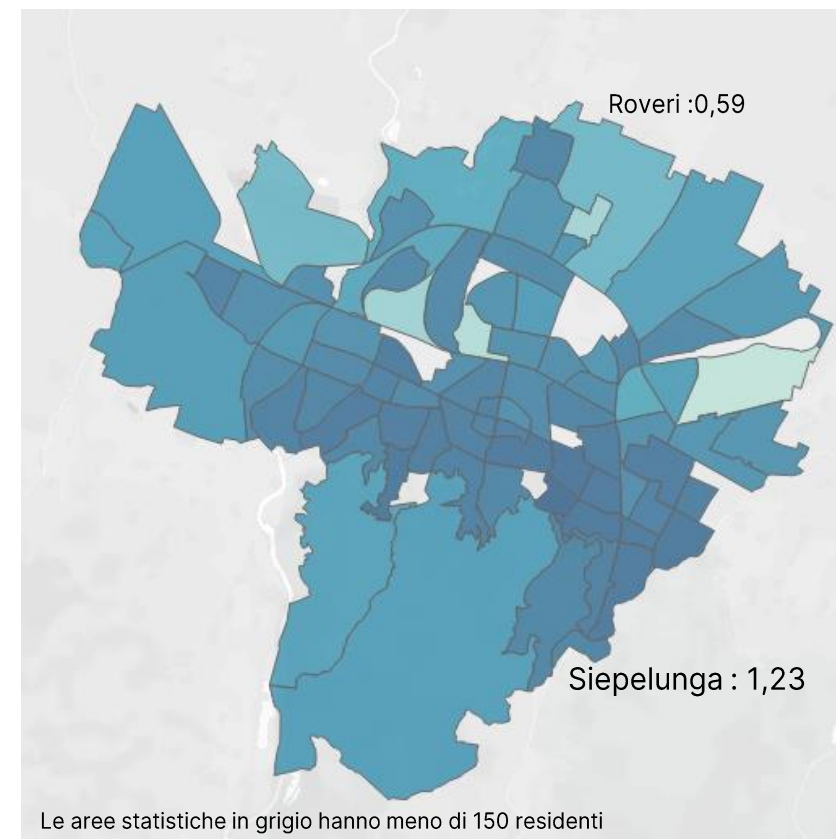 Roveri :0,59
Siepelunga : 1,23
Le aree statistiche in grigio hanno meno di 150 residenti